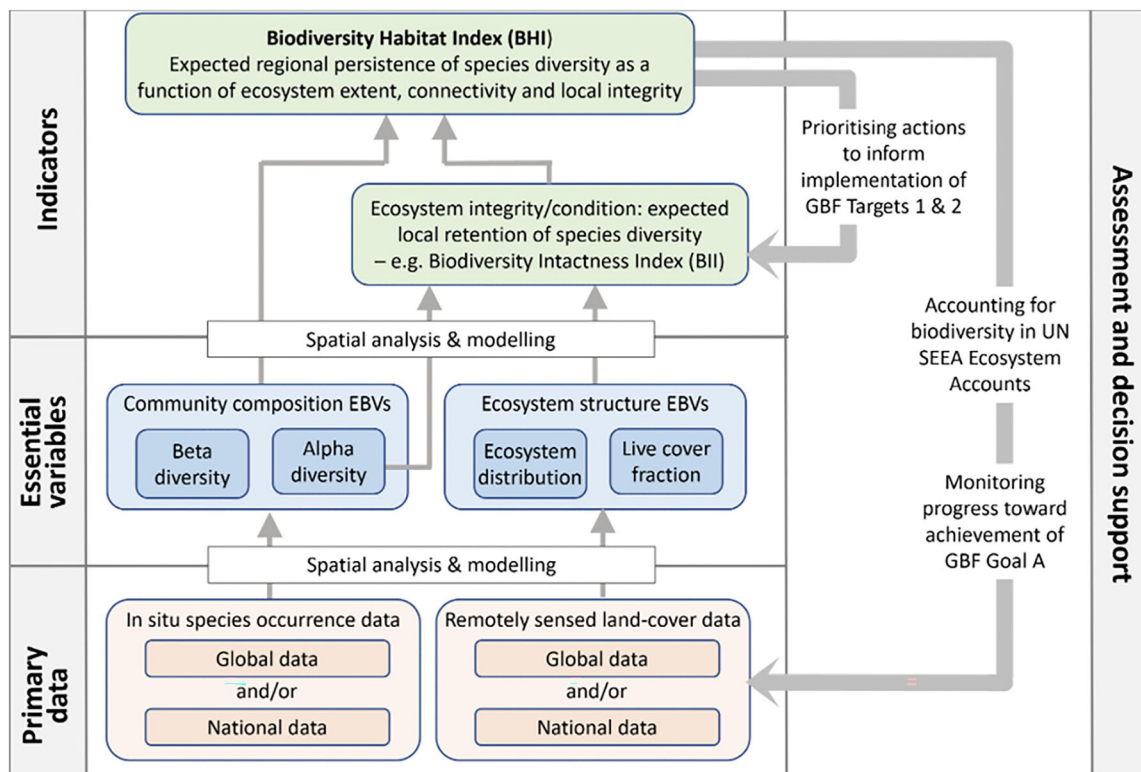 Indicators
Biodiversity Habitat Index (BHI)
Expected regional persistence of species diversity as a
function of ecosystem extent, connectivity and local integrity
Ecosystem integrity/condition: expected
local retention of species diversity
– e.g. Biodiversity Intactness Index (BII)
Prioritising actions
to inform
implementation of
GBF Targets 1 & 2
Spatial analysis & modelling
Essential
variables
Community composition EBVs
Beta
diversity
Alpha
diversity
Ecosystem structure EBVs
Ecosystem
distribution
Live cover
fraction
Accounting for
biodiversity in UN
SEEA Ecosystem
Accounts
Monitoring
progress toward
achievement of
GBF Goal A
Spatial analysis & modelling
Primary
data
In situ species occurrence data
Global data
and/or
National data
Remotely sensed land-cover data
Global data
and/or
National data
Assessment and decision support